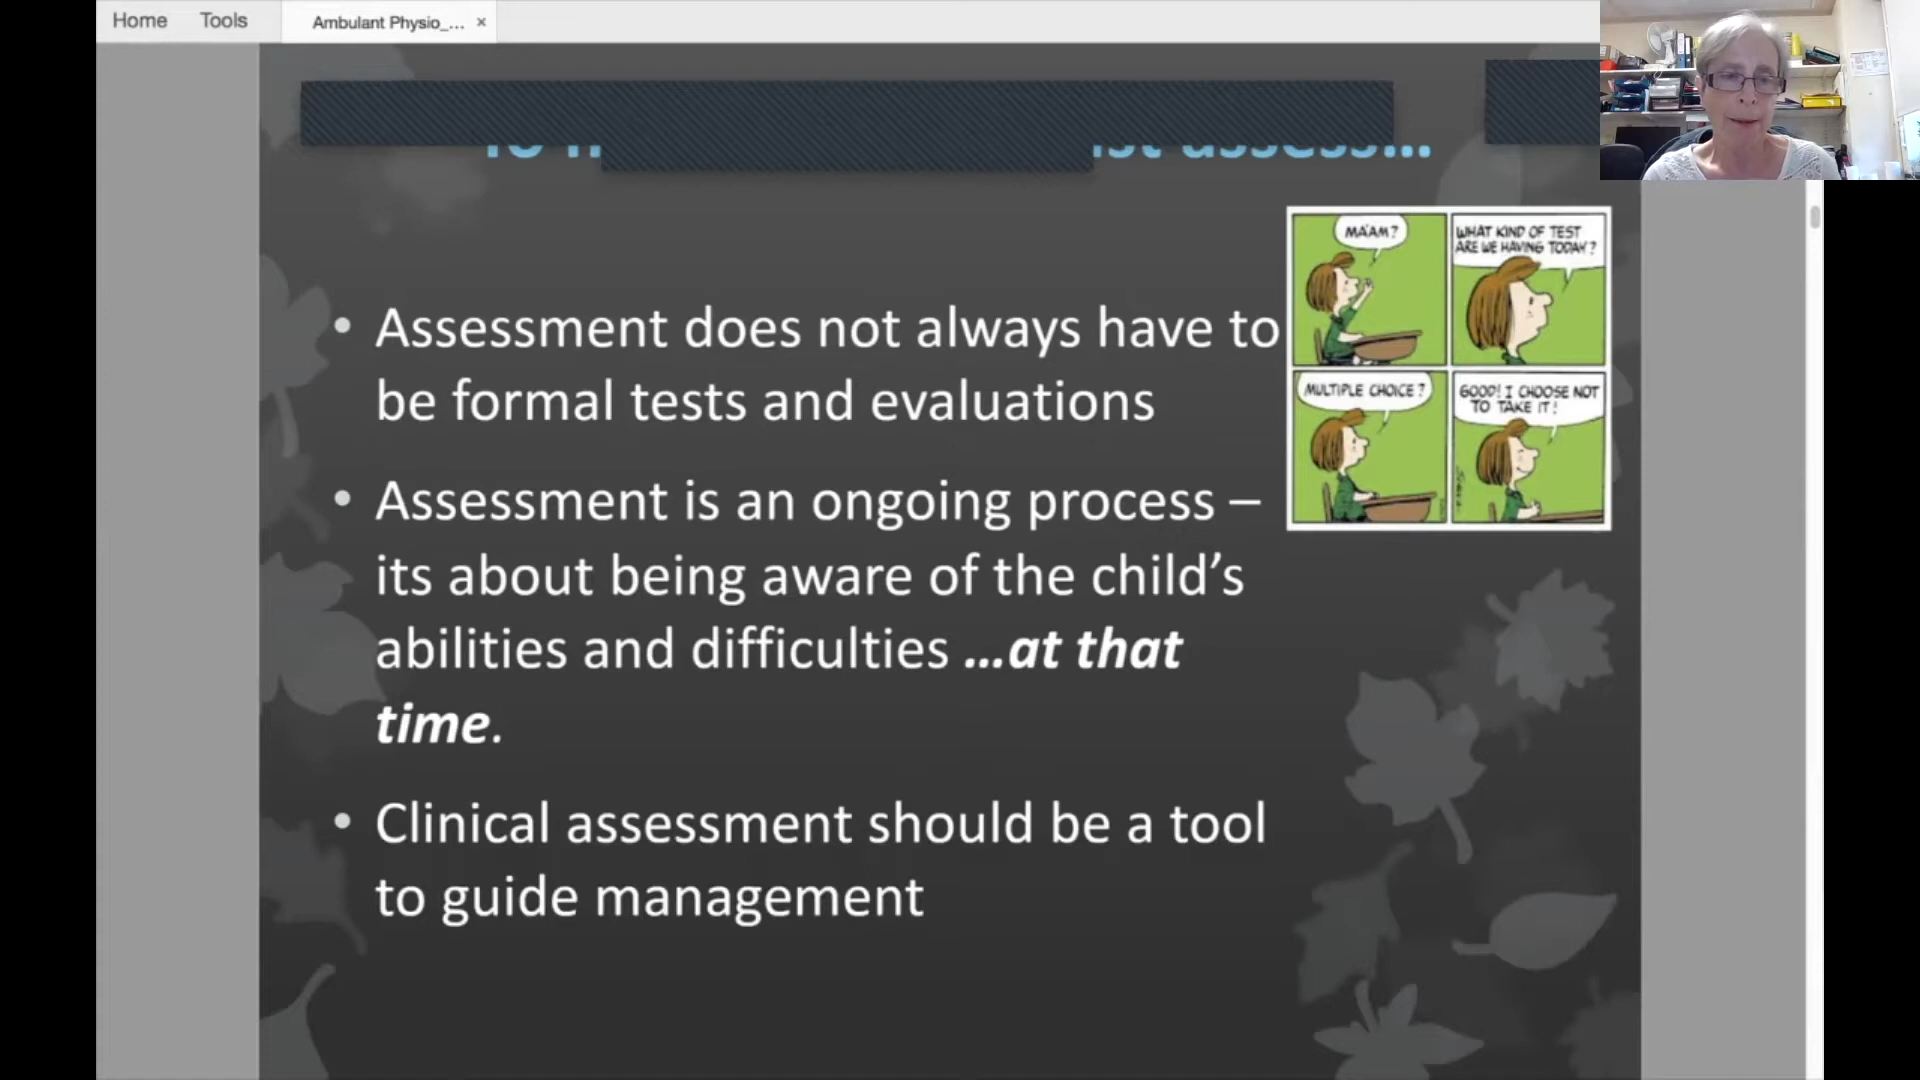 Home Tools Ambulant Physio_... ×
assess...
• Assessment does not always have to
be formal tests and evaluations
• Assessment is an ongoing process –
its about being aware of the child’s
abilities and difficulties ...at that
time.
• Clinical assessment should be a tool
to guide management
MA'AM?
WHAT KIND OF TEST
ARE WE HAVING TODAY?
MULTIPLE CHOICE?
GOOD! I CHOOSE NOT
TO TAKE IT!